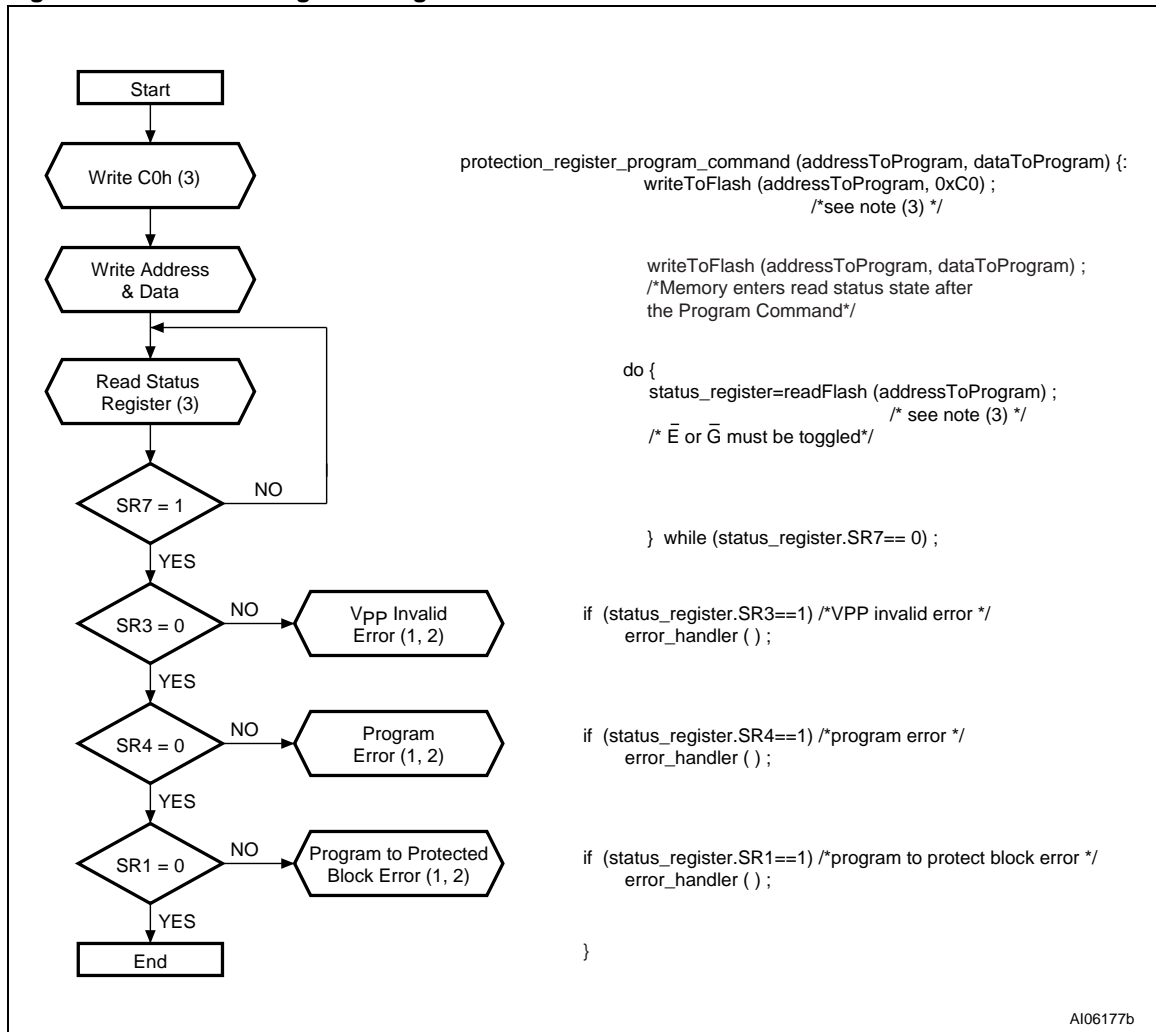 Start
Write C0h (3)
Write Address
& Data
Read Status
Register (3)
SR7 = 1
NO
YES
SR3 = 0
NO
VPP Invalid
Error (1, 2)
YES
SR4 = 0
NO
Program
Error (1, 2)
YES
SR1 = 0
NO
Program to Protected
Block Error (1, 2)
YES
End
protection_register_program_command (addressToProgram, dataToProgram) {:
writeToFlash (addressToProgram, 0xC0) ;
/*see note (3) */
writeToFlash (addressToProgram, dataToProgram) ;
/*Memory enters read status state after
the Program Command*/
do {
status_register=readFlash (addressToProgram) ;
/* see note (3) */
/* E̅ or G̅ must be toggled*/
} while (status_register.SR7== 0) ;
if (status_register.SR3==1) /*VPP invalid error */
error_handler ( ) ;
if (status_register.SR4==1) /*program error */
error_handler ( ) ;
if (status_register.SR1==1) /*program to protect block error */
error_handler ( ) ;
}
AI06177b